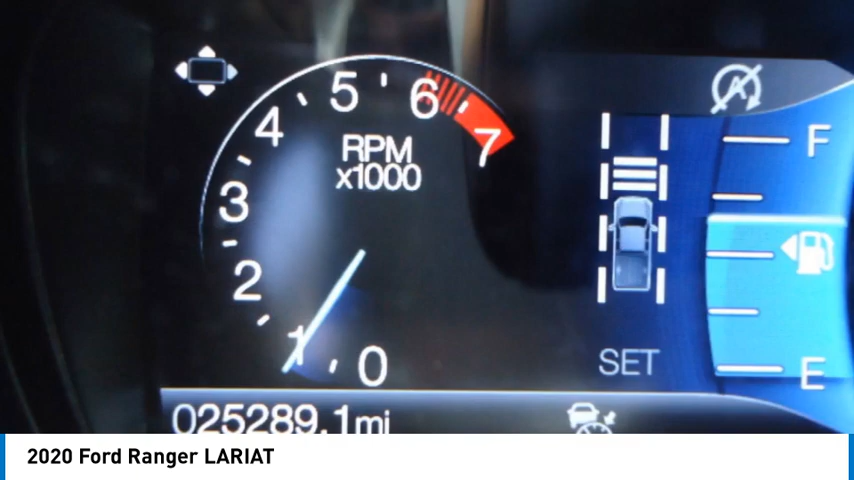 5
6
4
7
RPM
x1000
3
2
1
0
A
F
E
SET
025289.1mi
2020 Ford Ranger LARIAT